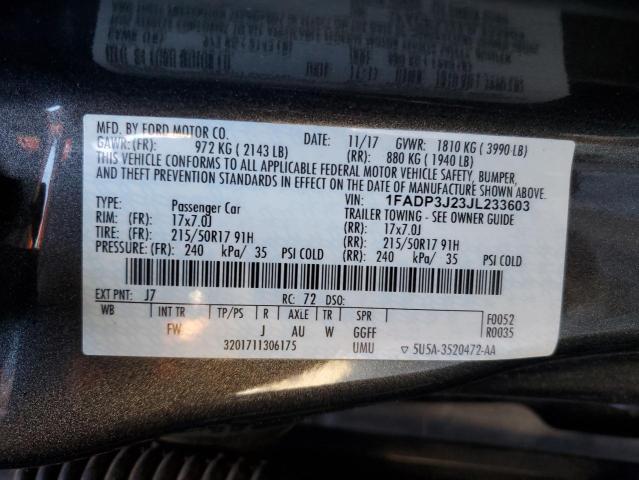 MFD. BY FORD MOTOR CO.
DATE: 11/17 GVWR: 1810 KG ( 3990 LB)
GAWR:(FR): 972 KG ( 2143 LB) (RR): 880 KG ( 1940 LB)
THIS VEHICLE CONFORMS TO ALL APPLICABLE FEDERAL MOTOR VEHICLE SAFETY, BUMPER,
AND THEFT PREVENTION STANDARDS IN EFFECT ON THE DATE OF MANUFACTURE SHOWN ABOVE.
VIN: 1FADP3J23JL233603
TYPE: Passenger Car TRAILER TOWING - SEE OWNER GUIDE
RIM: (FR): 17x7.0J (RR): 17x7.0J
TIRE: (FR): 215/50R17 91H (RR): 215/50R17 91H
PRESSURE: (FR): 240 kPa/ 35 PSI COLD (RR): 240 kPa/ 35 PSI COLD
EXT PNT: J7 RC: 72 DSO: F0052
WB INT TR TP/PS R AXLE TR SPR R0035
FW J AU W GGFF
3201711306175 UMU ▽ 5U5A-3520472-AA